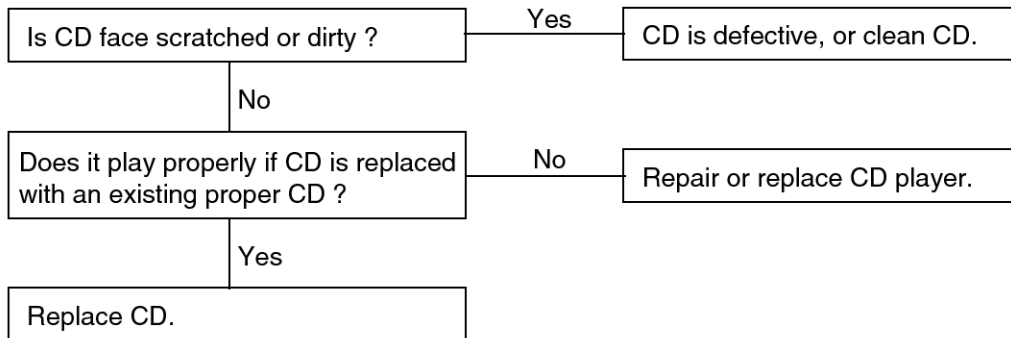 Is CD face scratched or dirty ?
Yes
CD is defective, or clean CD.
No
Does it play properly if CD is replaced
with an existing proper CD ?
No
Repair or replace CD player.
Yes
Replace CD.